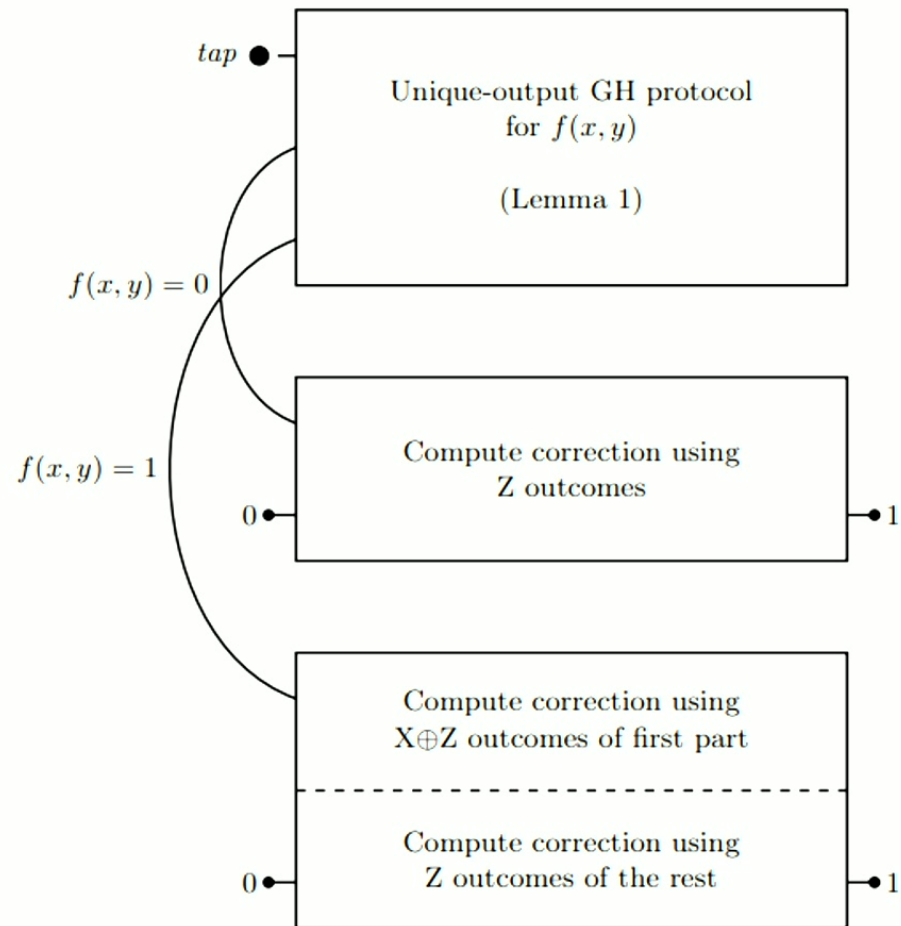 tap
Unique-output GH protocol
for f(x, y)
(Lemma 1)
f(x, y) = 0
Compute correction using
Z outcomes
f(x, y) = 1
0
1
Compute correction using
X⊕Z outcomes of first part
Compute correction using
Z outcomes of the rest
0
1